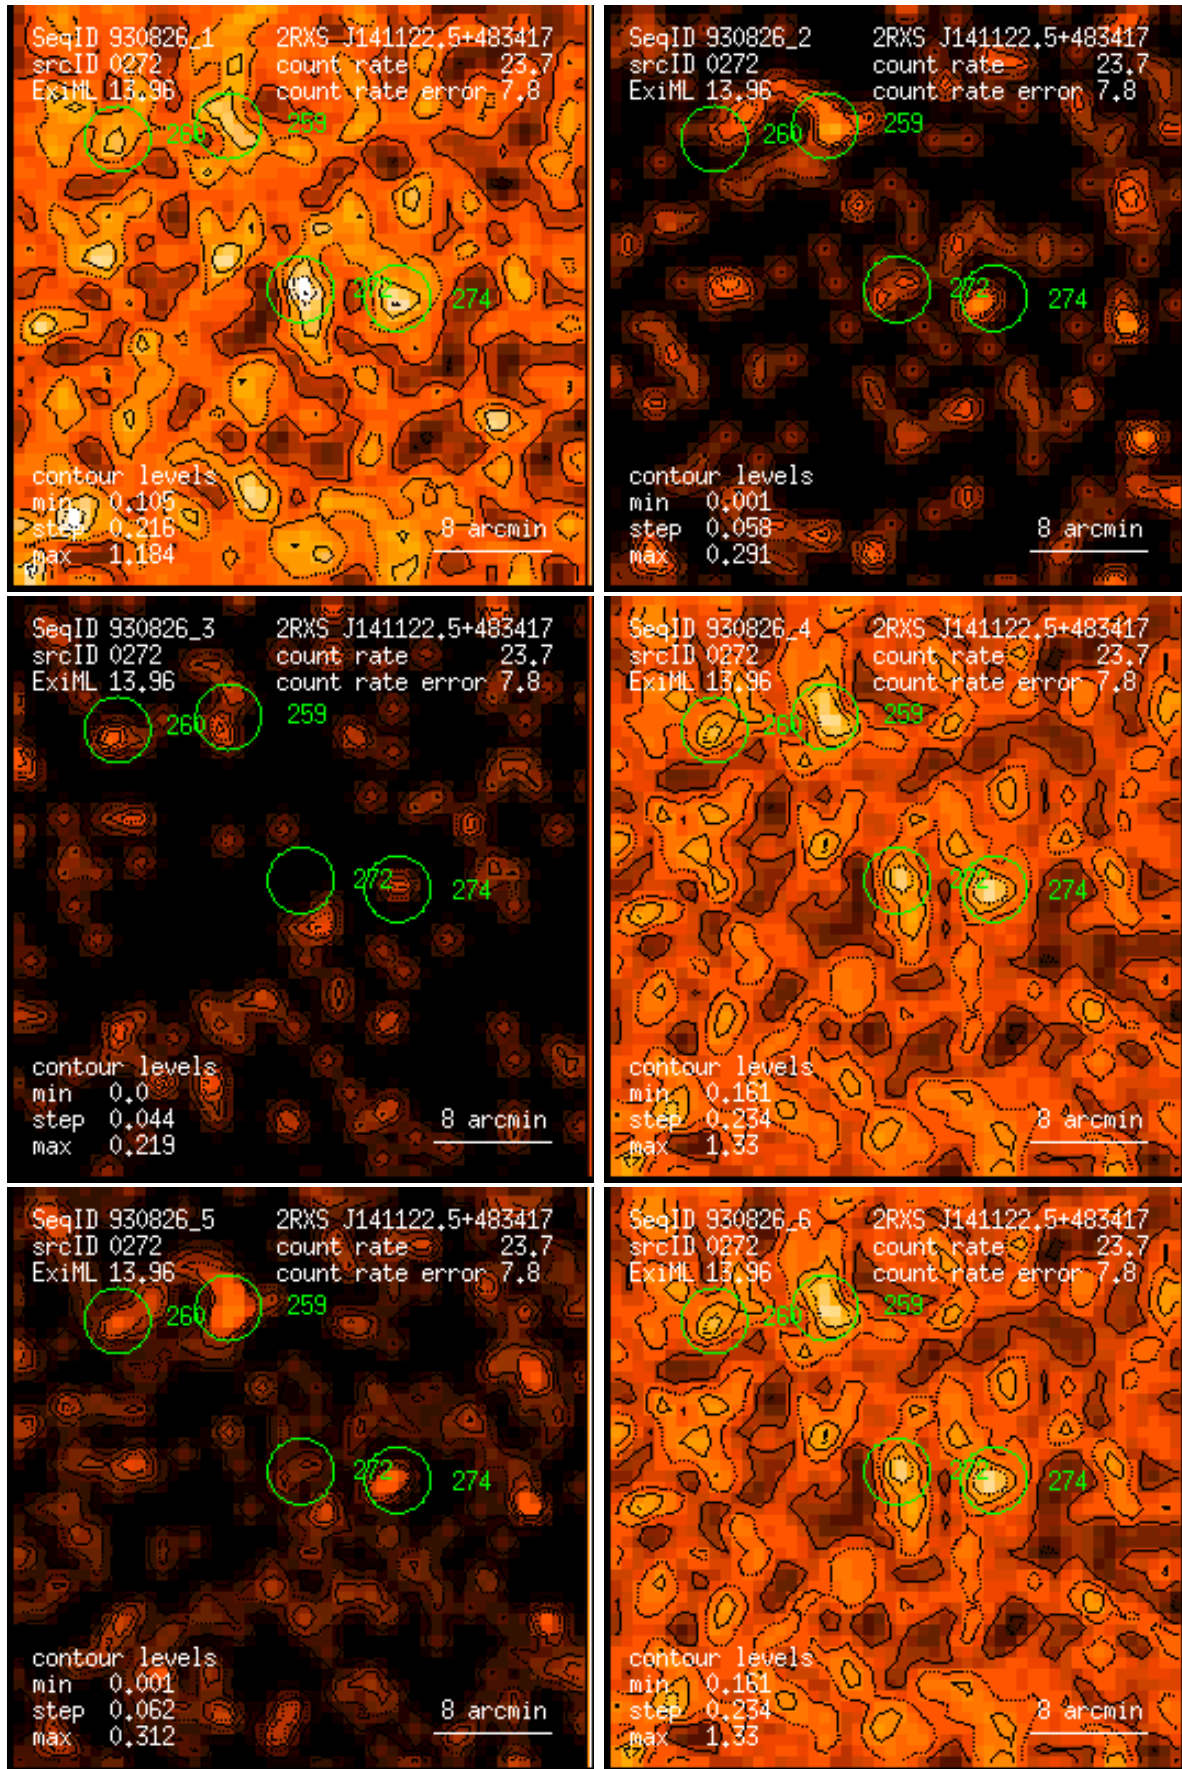 SeqID 930826_1 2RXS J141122.5+483417
srcID 0272 count rate 23.7
ExiML 13.96 count rate error 7.8
260 259
272 274
contour levels
min 0.105
step 0.216 8 arcmin
max 1.184
SeqID 930826_2 2RXS J141122.5+483417
srcID 0272 count rate 23.7
ExiML 13.96 count rate error 7.8
260 259
272 274
contour levels
min 0.001
step 0.058 8 arcmin
max 0.291
SeqID 930826_3 2RXS J141122.5+483417
srcID 0272 count rate 23.7
ExiML 13.96 count rate error 7.8
260 259
272 274
contour levels
min 0.0
step 0.044 8 arcmin
max 0.219
SeqID 930826_4 2RXS J141122.5+483417
srcID 0272 count rate 23.7
ExiML 13.96 count rate error 7.8
260 259
272 274
contour levels
min 0.161
step 0.234 8 arcmin
max 1.33
SeqID 930826_5 2RXS J141122.5+483417
srcID 0272 count rate 23.7
ExiML 13.96 count rate error 7.8
260 259
272 274
contour levels
min 0.001
step 0.062 8 arcmin
max 0.312
SeqID 930826_6 2RXS J141122.5+483417
srcID 0272 count rate 23.7
ExiML 13.96 count rate error 7.8
260 259
272 274
contour levels
min 0.161
step 0.234 8 arcmin
max 1.33